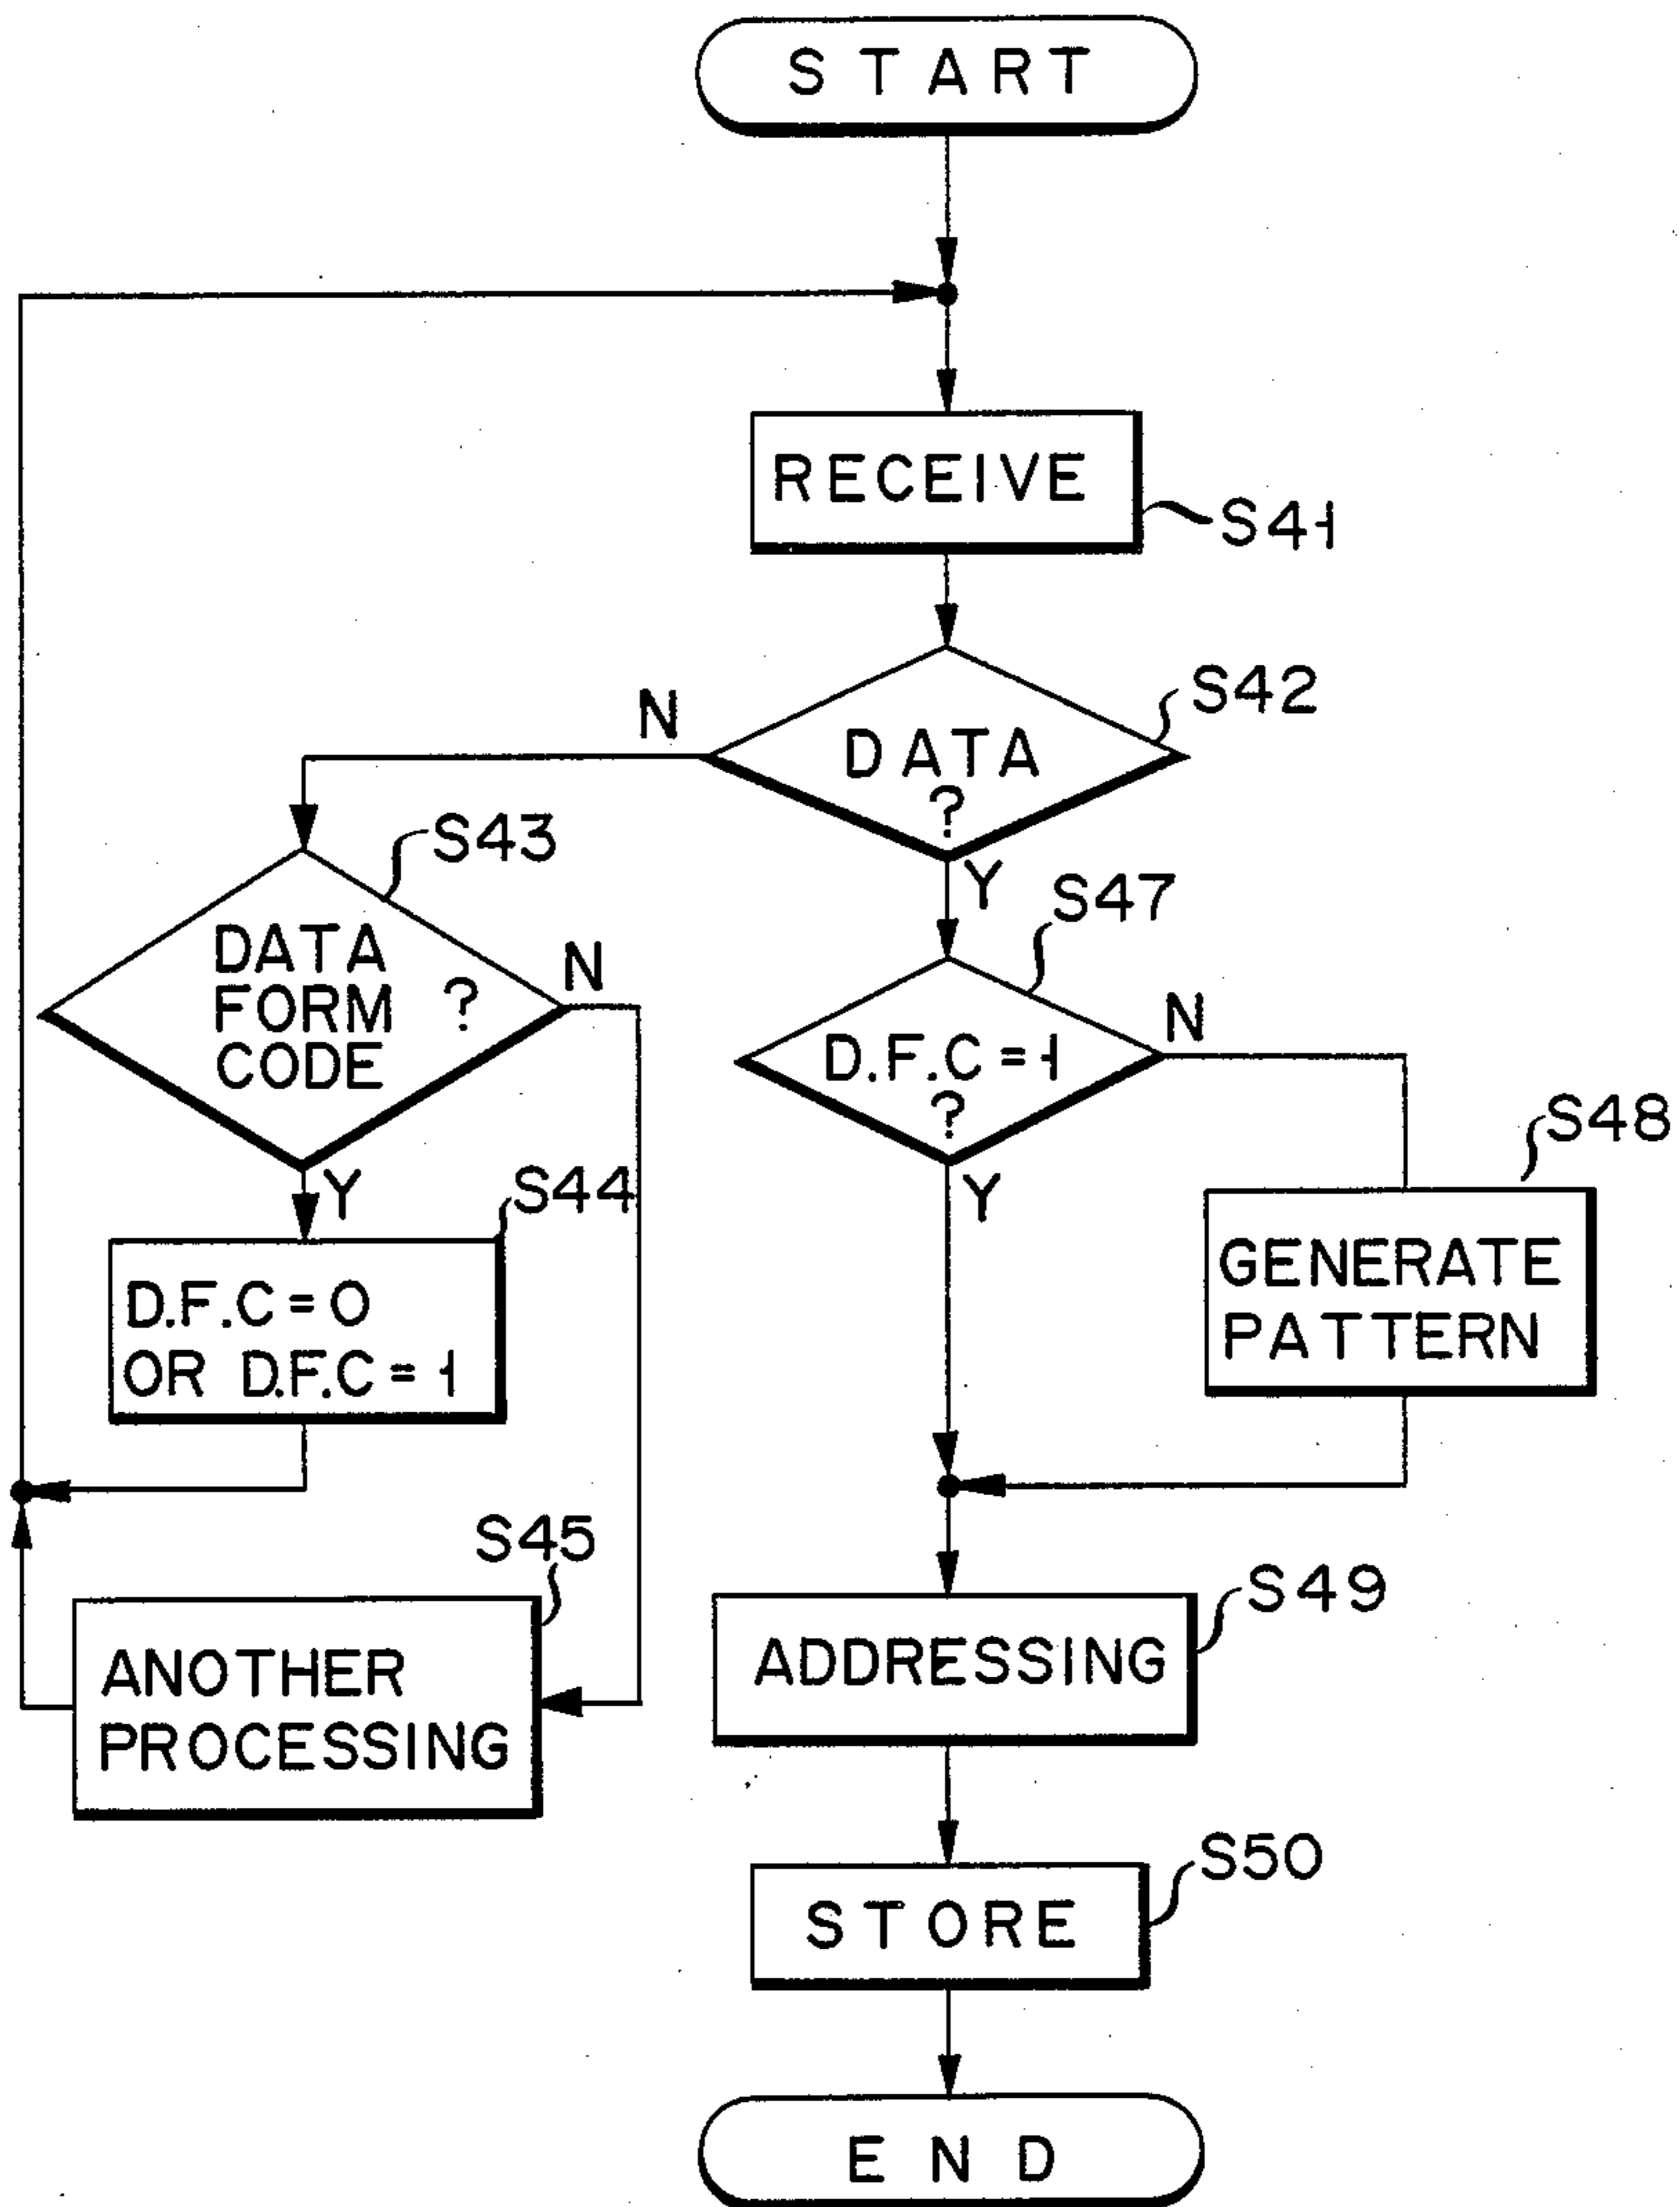 START
RECEIVE
S41
DATA
?
S42
N
Y
DATA
FORM ?
CODE
S43
N
Y
D.F.C=1
?
S47
N
Y
D.F.C=0
OR D.F.C=1
S44
GENERATE
PATTERN
S48
ANOTHER
PROCESSING
S45
ADDRESSING
S49
STORE
S50
END